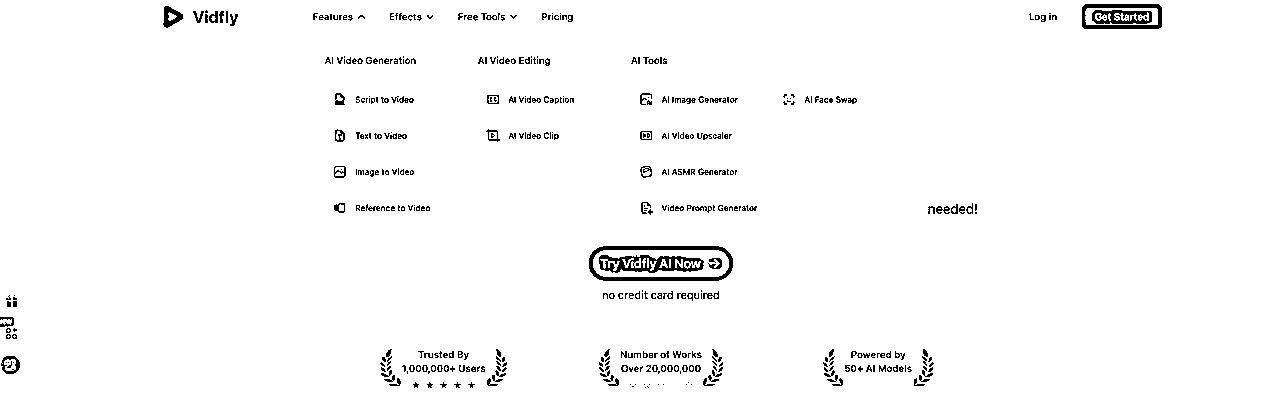 Vidfly
Features Effects Free Tools Pricing Log in Get Started
AI Video Generation AI Video Editing AI Tools
Script to Video AI Video Caption AI Image Generator AI Face Swap
Text to Video AI Video Clip AI Video Upscaler
Image to Video AI ASMR Generator
Reference to Video Video Prompt Generator needed!
Try Vidfly AI Now
no credit card required
NEW
Trusted By Number of Works Powered by
1,000,000+ Users Over 20,000,000 50+ AI Models